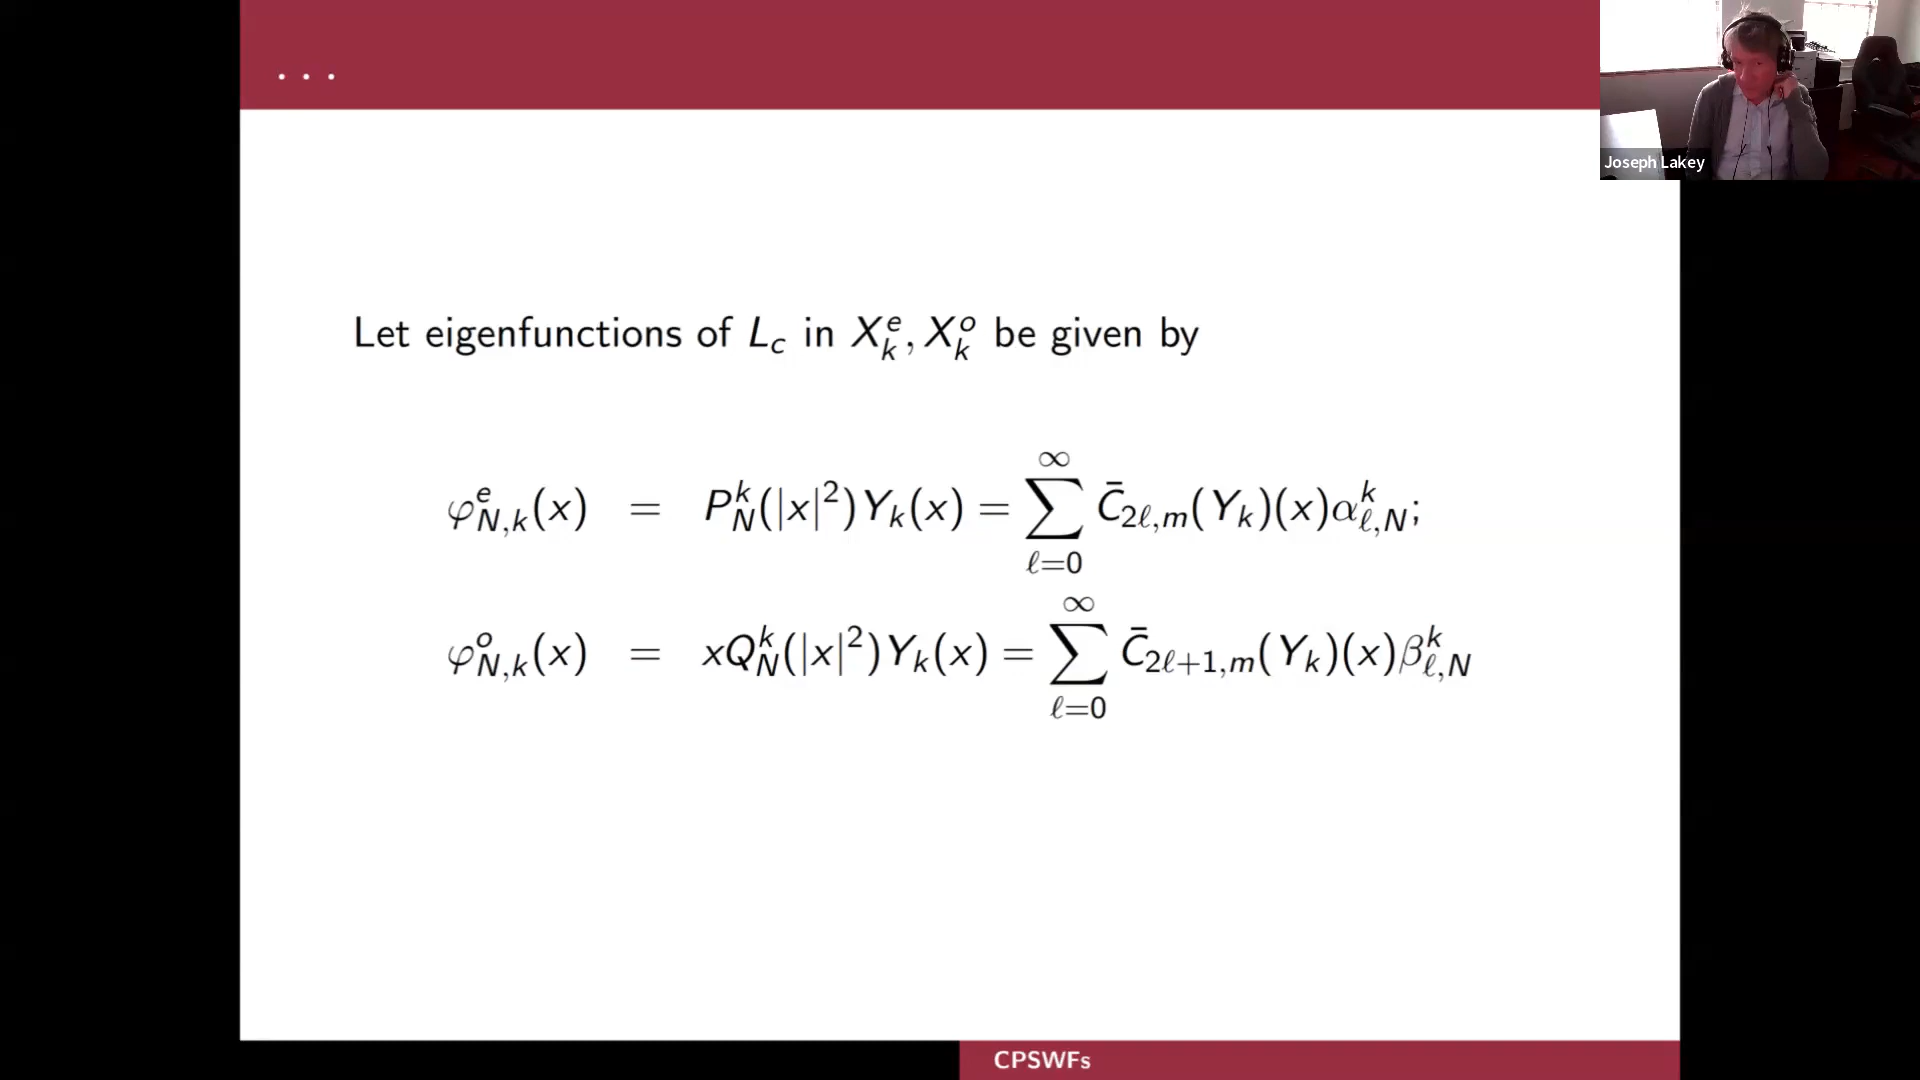 . . .
Joseph Lakey
Let eigenfunctions of L_c in X_k^e, X_k^o be given by
φ^e_{N,k}(x) = P^k_N(|x|^2)Y_k(x) = ∑_{ℓ=0}^∞ C̄_{2ℓ,m}(Y_k)(x)α^k_{ℓ,N};
φ^o_{N,k}(x) = xQ^k_N(|x|^2)Y_k(x) = ∑_{ℓ=0}^∞ C̄_{2ℓ+1,m}(Y_k)(x)β^k_{ℓ,N}
CPSWFs